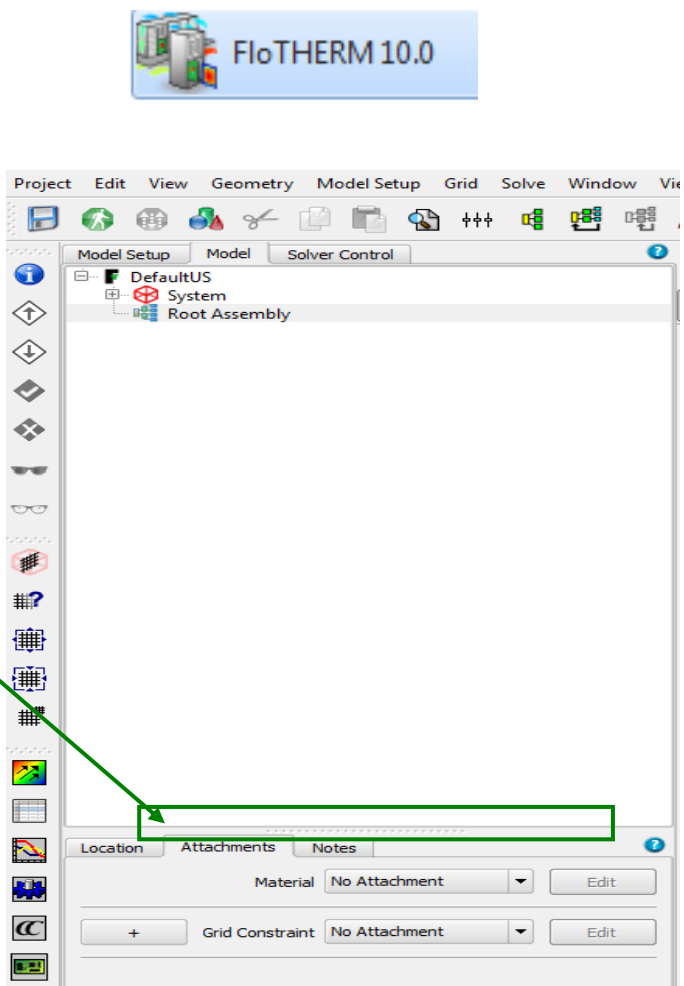 FloTHERM 10.0
Project Edit View Geometry Model Setup Grid Solve Window
Model Setup Model Solver Control ?
DefaultUS
System
Root Assembly
?
Location Attachments Notes ?
Material No Attachment Edit
+ Grid Constraint No Attachment Edit